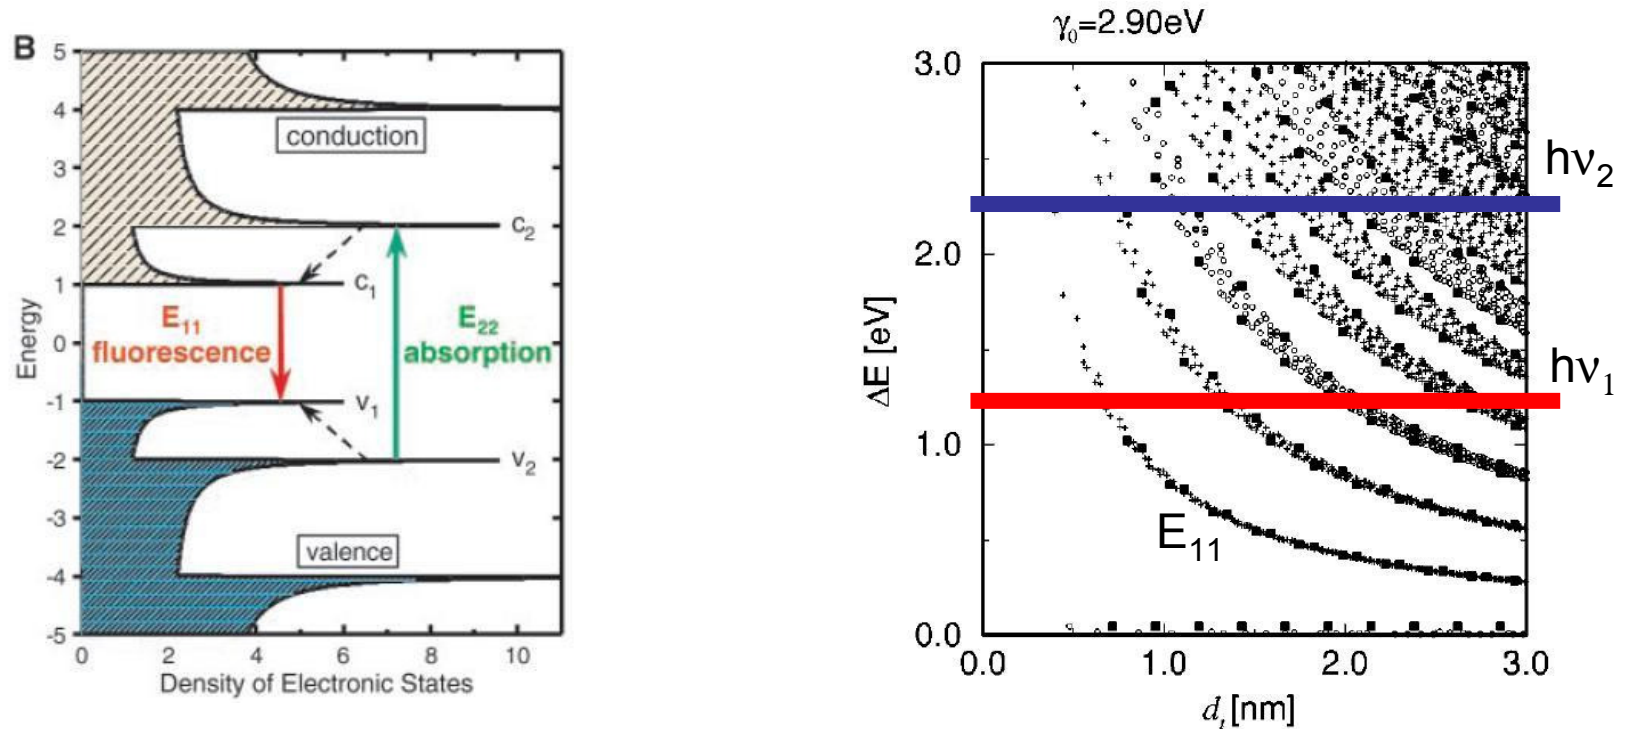 B
5
4
3
2
1
0
-1
-2
-3
-4
-5
Energy
conduction
c₂
c₁
E₁₁
fluorescence
E₂₂
absorption
v₁
v₂
valence
0 2 4 6 8 10
Density of Electronic States
γ₀=2.90eV
3.0
2.0
1.0
0.0
ΔE [eV]
hν₂
hν₁
E₁₁
0.0 1.0 2.0 3.0
dₜ [nm]